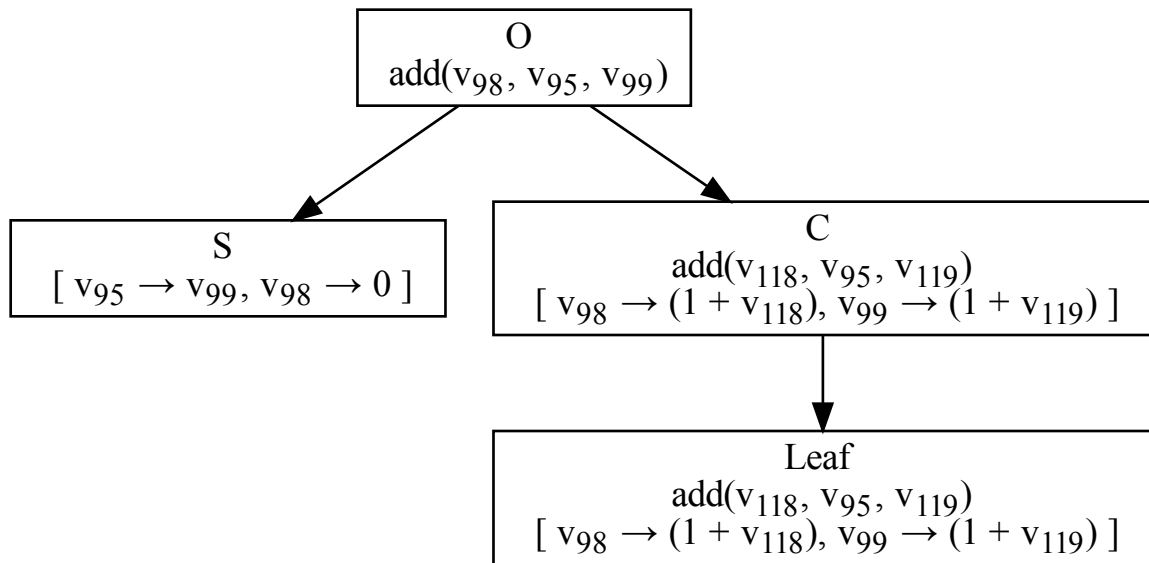 O
add(v₉₈, v₉₅, v₉₉)
S
[ v₉₅ → v₉₉, v₉₈ → 0 ]
C
add(v₁₁₈, v₉₅, v₁₁₉)
[ v₉₈ → (1 + v₁₁₈), v₉₉ → (1 + v₁₁₉) ]
Leaf
add(v₁₁₈, v₉₅, v₁₁₉)
[ v₉₈ → (1 + v₁₁₈), v₉₉ → (1 + v₁₁₉) ]